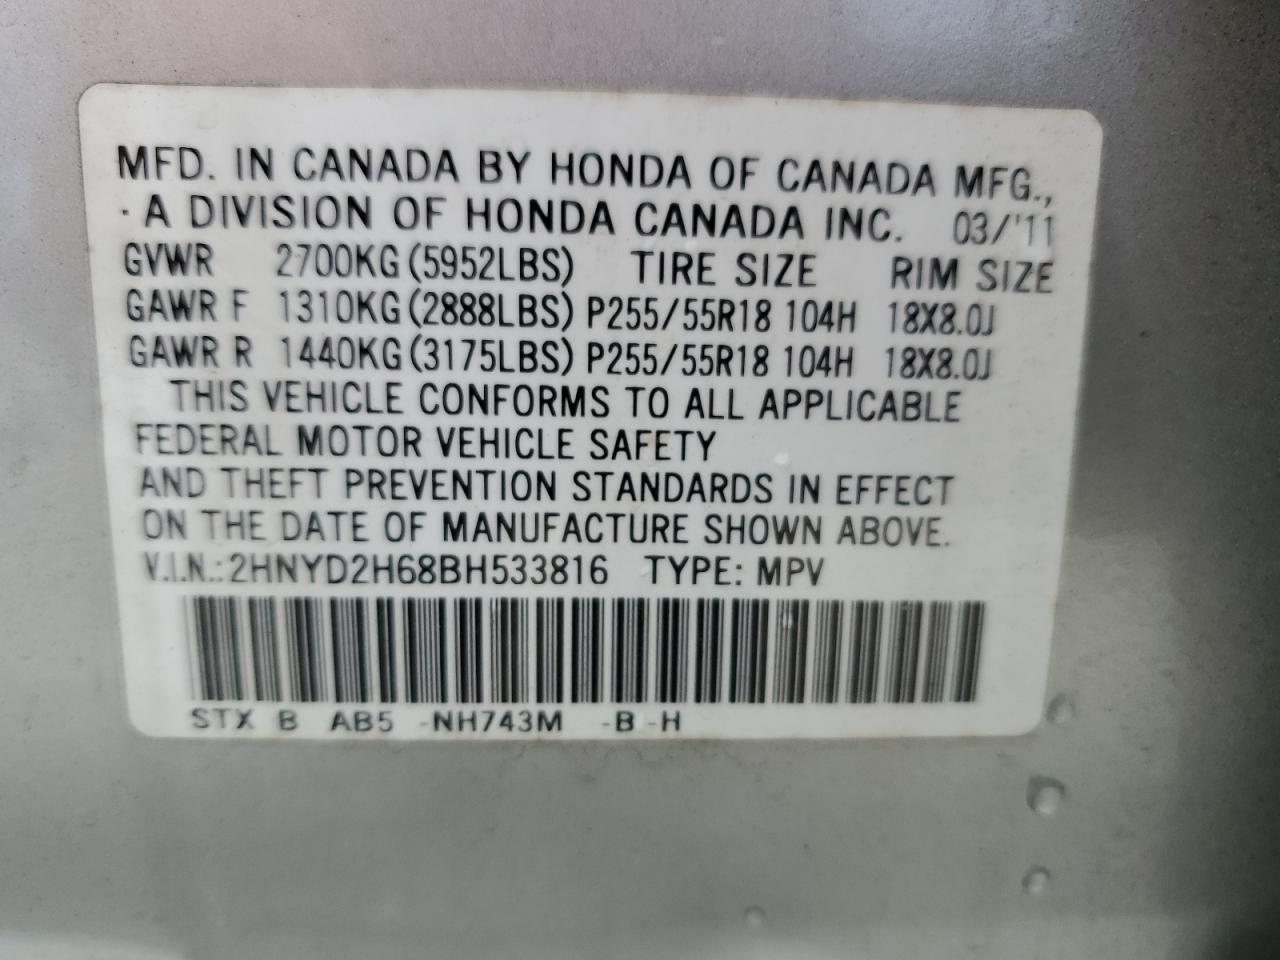 MFD. IN CANADA BY HONDA OF CANADA MFG.,
A DIVISION OF HONDA CANADA INC. 03/'11
GVWR 2700KG (5952LBS) TIRE SIZE RIM SIZE
GAWR F 1310KG (2888LBS) P255/55R18 104H 18X8.0J
GAWR R 1440KG (3175LBS) P255/55R18 104H 18X8.0J
THIS VEHICLE CONFORMS TO ALL APPLICABLE
FEDERAL MOTOR VEHICLE SAFETY
AND THEFT PREVENTION STANDARDS IN EFFECT
ON THE DATE OF MANUFACTURE SHOWN ABOVE.
V.I.N.: 2HNYD2H68BH533816 TYPE: MPV
STX B AB5 -NH743M -B -H